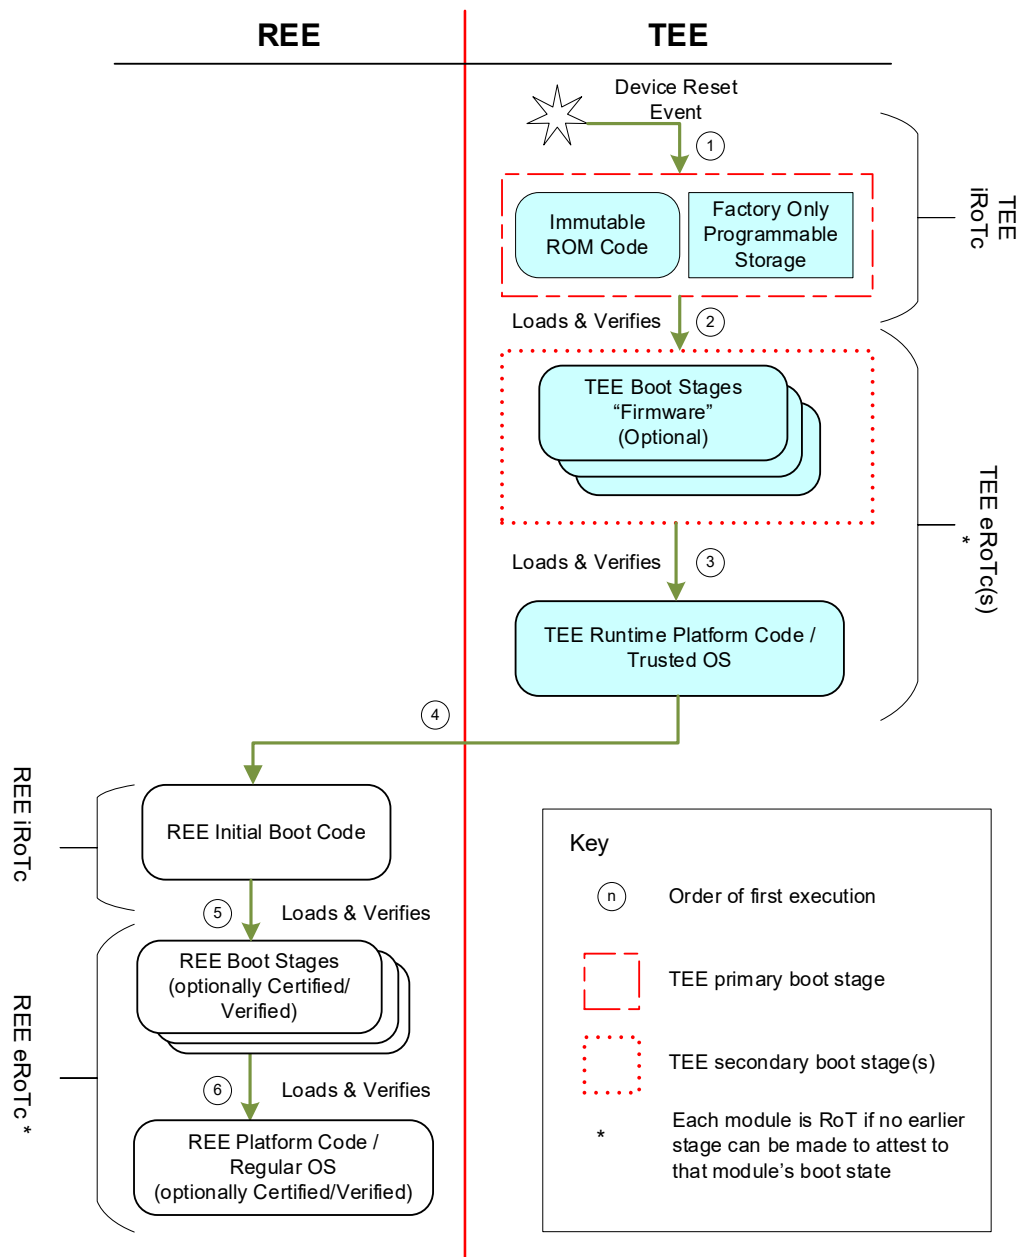 REE
TEE
Device Reset
Event
1
Immutable
ROM Code
Factory Only
Programmable
Storage
TEE
iRoTc
Loads & Verifies
2
TEE Boot Stages
“Firmware”
(Optional)
TEE eRoTc(s)
*
Loads & Verifies
3
TEE Runtime Platform Code /
Trusted OS
4
REE Initial Boot Code
REE iRoTc
5
Loads & Verifies
REE Boot Stages
(optionally Certified/
Verified)
REE eRoTc *
6
Loads & Verifies
REE Platform Code /
Regular OS
(optionally Certified/Verified)
Key
n
Order of first execution
TEE primary boot stage
TEE secondary boot stage(s)
*
Each module is RoT if no earlier
stage can be made to attest to
that module’s boot state